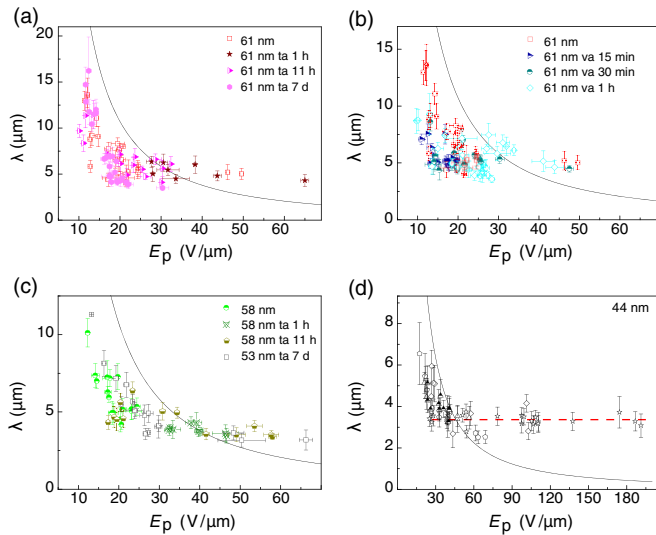 (a)
(b)
20
15
10
5
0
λ (μm)
61 nm
61 nm ta 1 h
61 nm ta 11 h
61 nm ta 7 d
10 20 30 40 50 60
Eₚ (V/μm)
20
15
10
5
0
λ (μm)
61 nm
61 nm va 15 min
61 nm va 30 min
61 nm va 1 h
10 20 30 40 50 60
Eₚ (V/μm)
(c)
(d)
10
5
0
λ (μm)
58 nm
58 nm ta 1 h
58 nm ta 11 h
53 nm ta 7 d
10 20 30 40 50 60
Eₚ (V/μm)
8
6
4
2
0
λ (μm)
44 nm
30 60 90 120 150 180
Eₚ (V/μm)